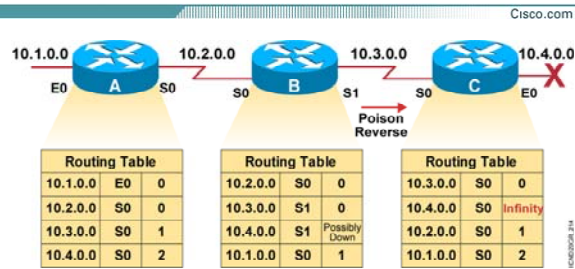 Cisco.com
10.1.0.0 10.2.0.0 10.3.0.0 10.4.0.0
E0 A S0 S0 B S1 S0 C E0
X
Poison
Reverse
Routing Table
10.1.0.0 E0 0
10.2.0.0 S0 0
10.3.0.0 S0 1
10.4.0.0 S0 2
Routing Table
10.2.0.0 S0 0
10.3.0.0 S1 0
10.4.0.0 S1 Possibly Down
10.1.0.0 S0 1
Routing Table
10.3.0.0 S0 0
10.4.0.0 S0 Infinity
10.2.0.0 S0 1
10.1.0.0 S0 2